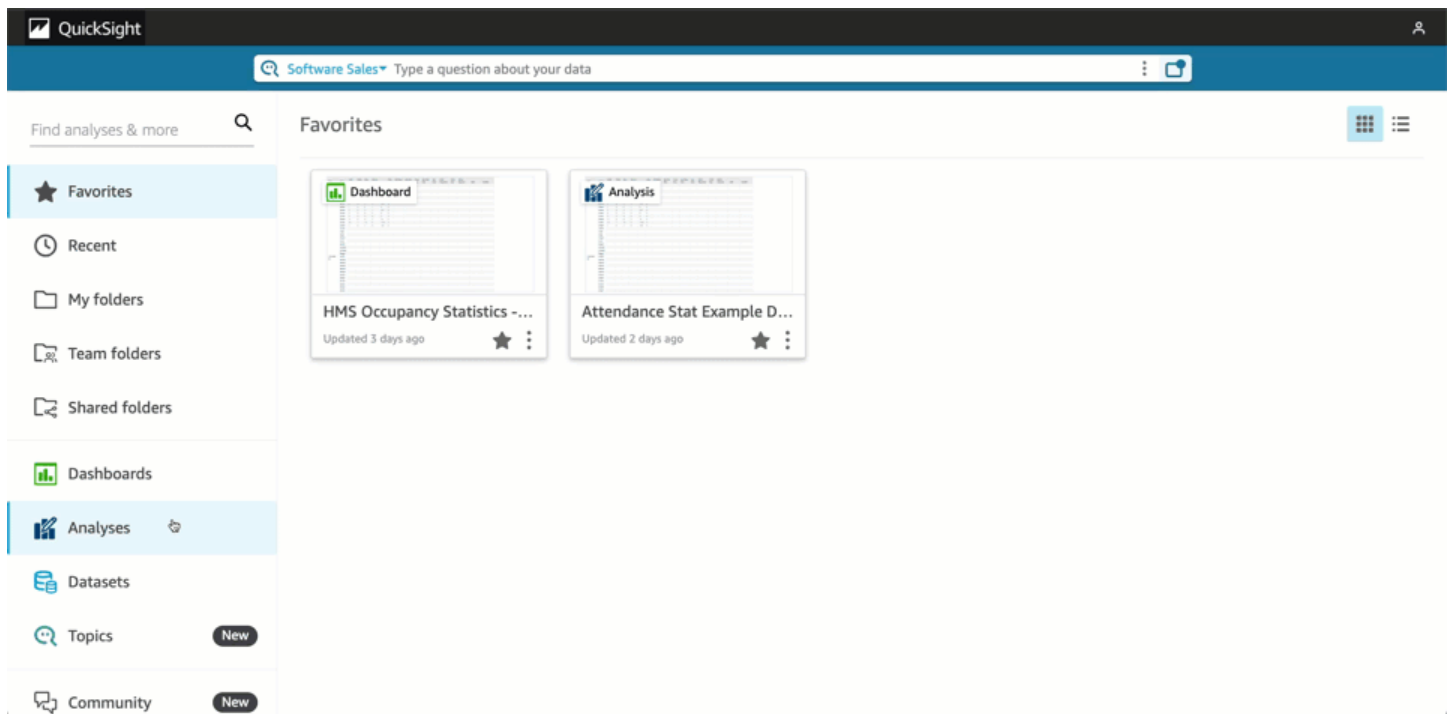 QuickSight
Software Sales Type a question about your data
Find analyses & more
Favorites
Recent
My folders
Team folders
Shared folders
Dashboards
Analyses
Datasets
Topics New
Community New
Favorites
Dashboard
HMS Occupancy Statistics -...
Updated 3 days ago
Analysis
Attendance Stat Example D...
Updated 2 days ago